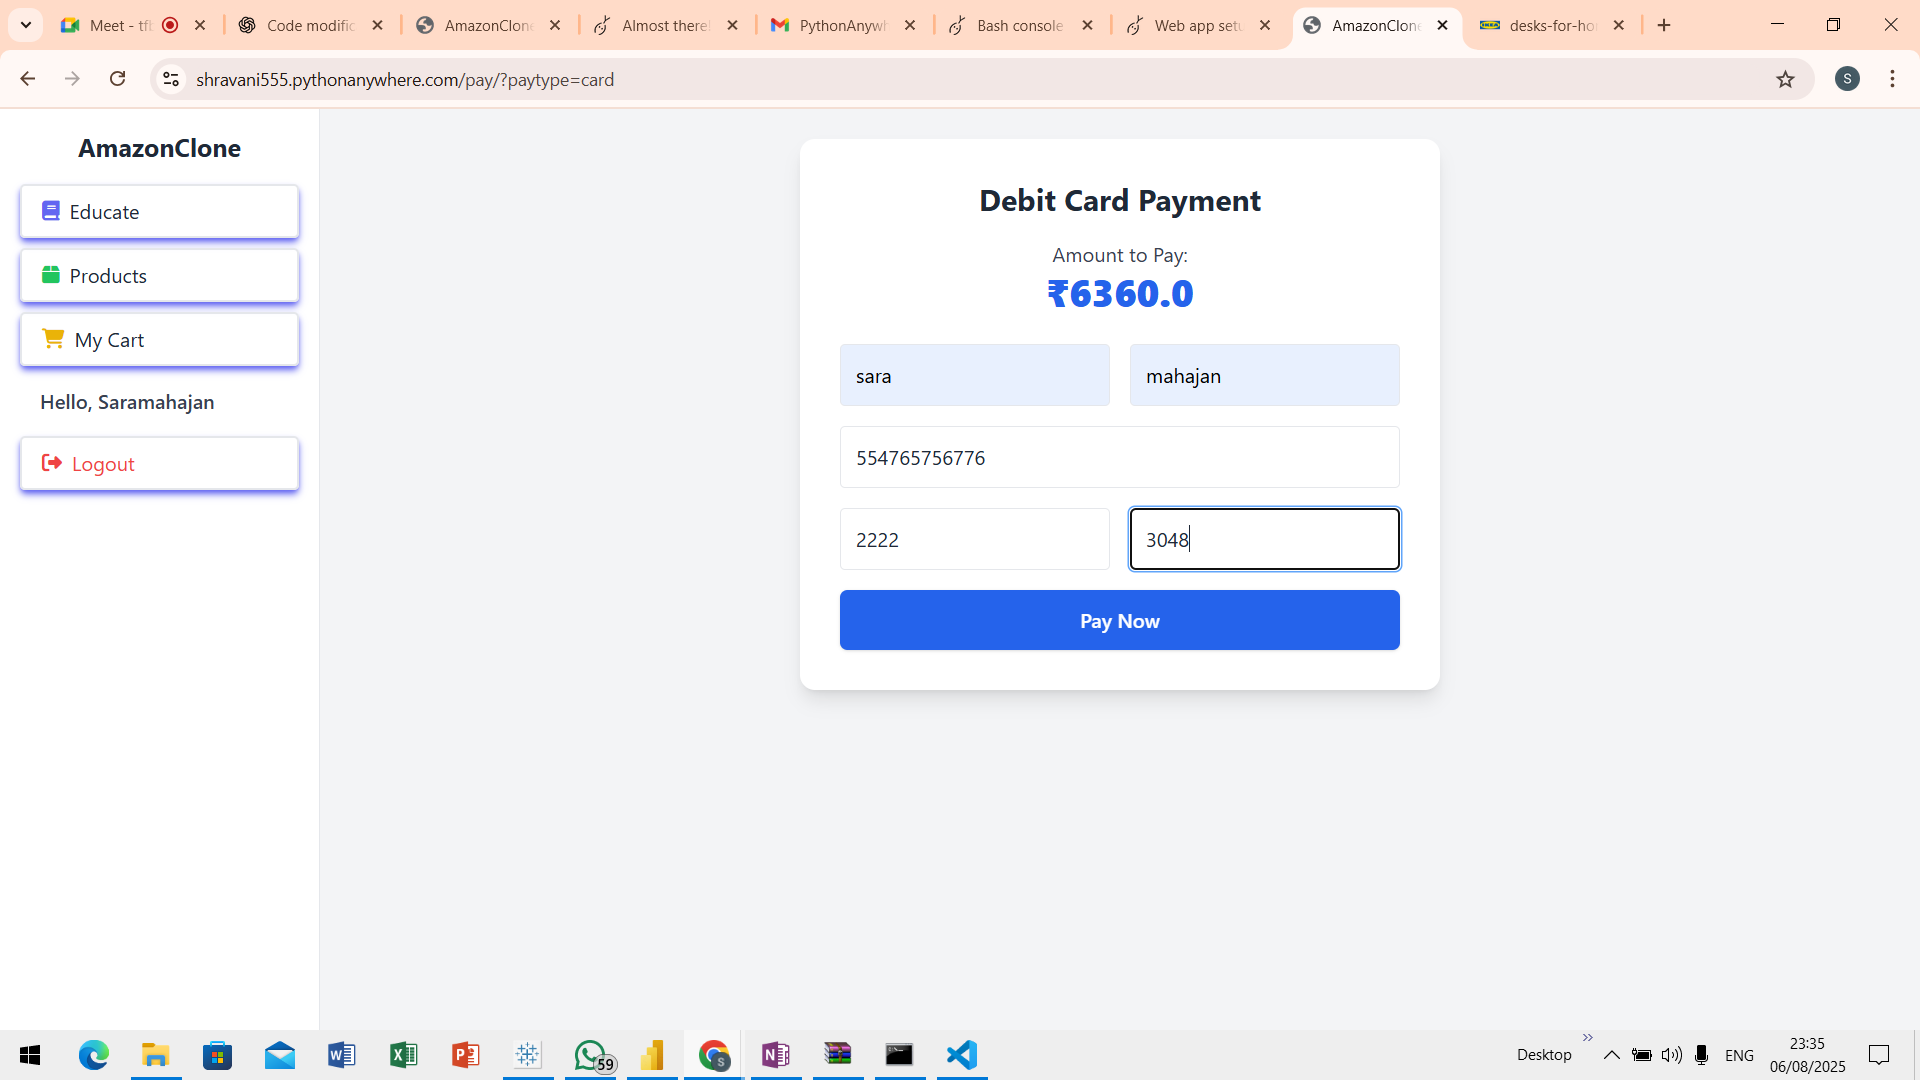 Meet - tfb
Code modific
AmazonClone
Almost there!
PythonAnywh
Bash console
Web app setu
AmazonClone
desks-for-ho
shravani555.pythonanywhere.com/pay/?paytype=card
S
AmazonClone
Educate
Products
My Cart
Hello, Saramahajan
Logout
Debit Card Payment
Amount to Pay:
₹6360.0
sara
mahajan
554765756776
2222
3048
Pay Now
59
S
Desktop
ENG
23:35
06/08/2025